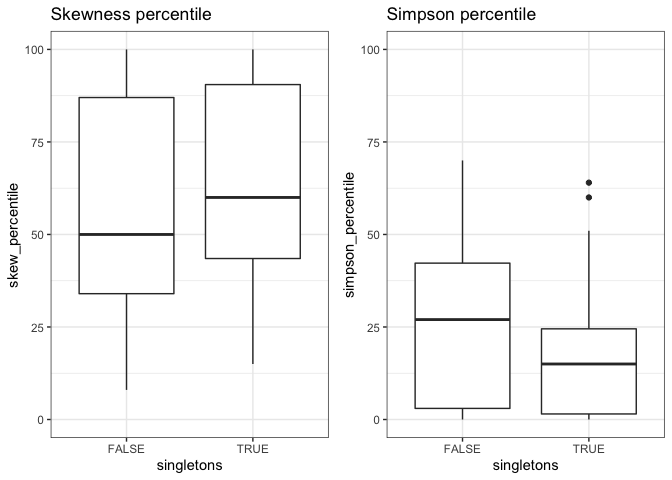 Skewness percentile
100
75
50
25
0
skew_percentile
FALSE TRUE
singletons
Simpson percentile
100
75
50
25
0
simpson_percentile
FALSE TRUE
singletons